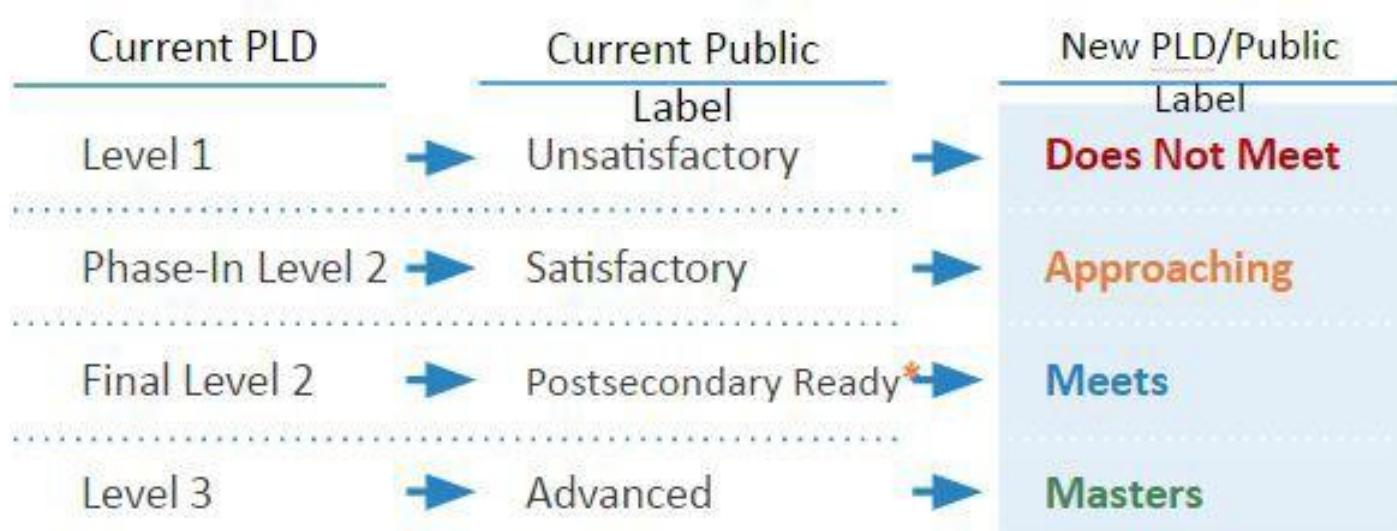 Current PLD Current Public New PLD/Public
Label Label
Level 1 Unsatisfactory Does Not Meet
Phase-In Level 2 Satisfactory Approaching
Final Level 2 Postsecondary Ready* Meets
Level 3 Advanced Masters